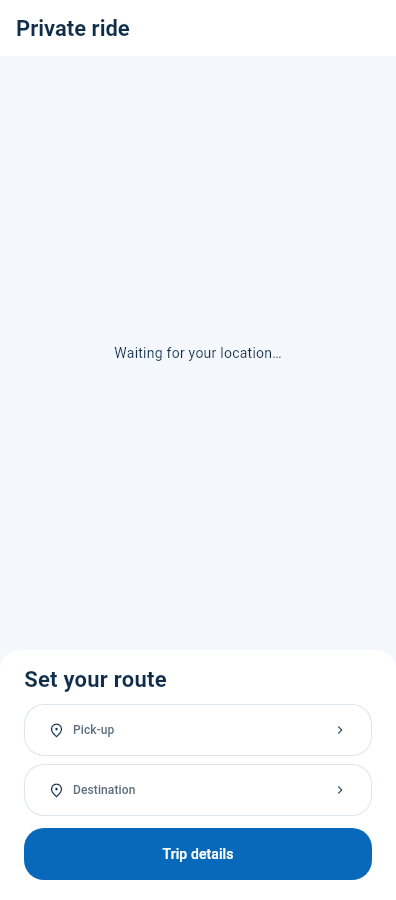 Private ride
Waiting for your location…
Set your route
Pick-up
Destination
Trip details